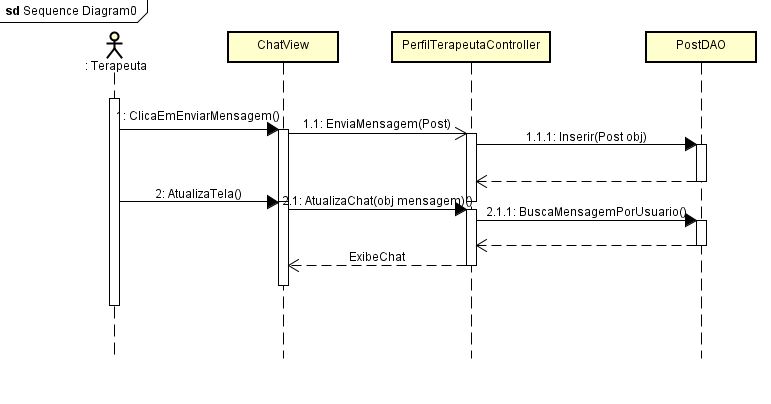 sd Sequence Diagram0
: Terapeuta
ChatView
PerfilTerapeutaController
PostDAO
1: ClicaEmEnviarMensagem()
1.1: EnviaMensagem(Post)
1.1.1: Inserir(Post obj)
2: AtualizaTela()
2.1: AtualizaChat(obj mensagem)()
2.1.1: BuscaMensagemPorUsuario()
ExibeChat